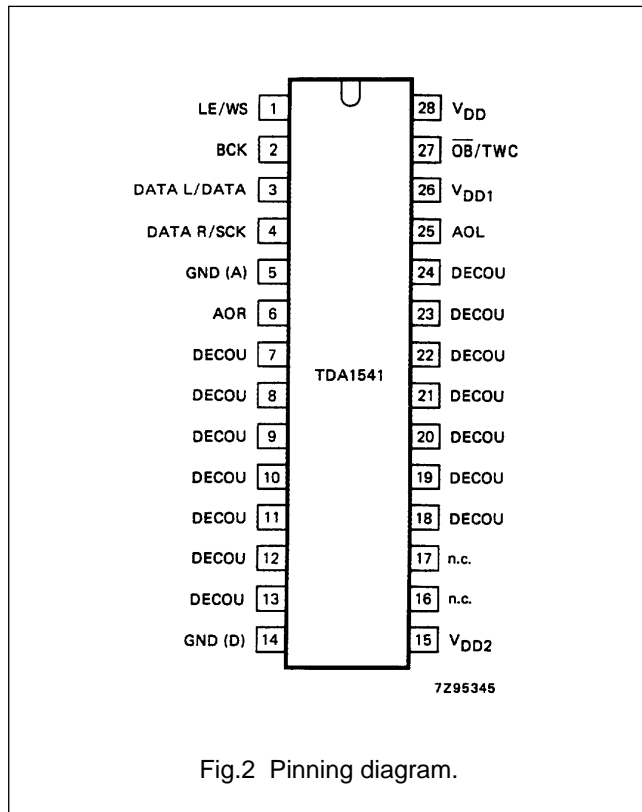 LE/WS 1 28 VDD
BCK 2 27 O̅B̅/TWC
DATA L/DATA 3 26 VDD1
DATA R/SCK 4 25 AOL
GND (A) 5 24 DECOU
AOR 6 23 DECOU
DECOU 7 22 DECOU
TDA1541
DECOU 8 21 DECOU
DECOU 9 20 DECOU
DECOU 10 19 DECOU
DECOU 11 18 DECOU
DECOU 12 17 n.c.
DECOU 13 16 n.c.
GND (D) 14 15 VDD2
7Z95345
Fig.2 Pinning diagram.